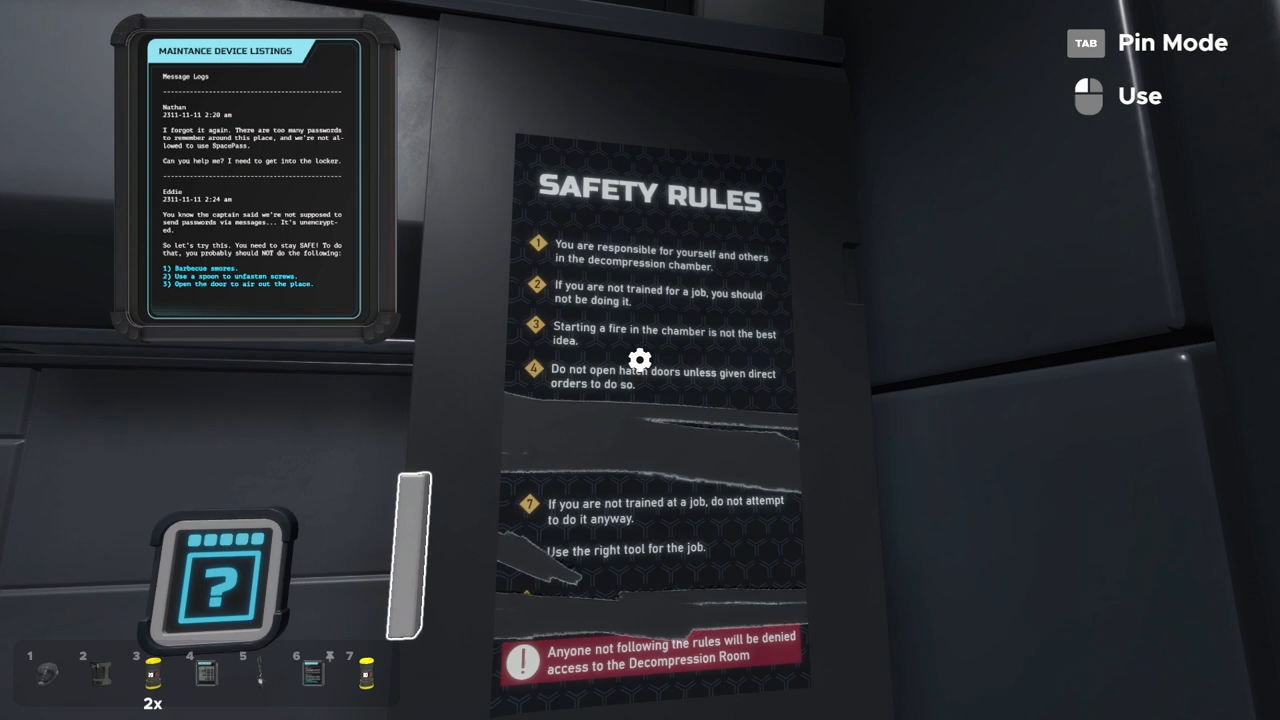 MAINTANCE DEVICE LISTINGS
Message Logs
Nathan
2311-11-11 2:20 am
I forgot it again. There are too many passwords
to remember around this place, and we're not al-
lowed to use SpacePass.
Can you help me? I need to get into the locker.
Eddie
2311-11-11 2:24 am
You know the captain said we're not supposed to
send passwords via messages... It's unencrypt-
ed.
So let's try this. You need to stay SAFE! To do
that, you probably should NOT do the following:
1) Barbecue smores.
2) Use a spoon to unfasten screws.
3) Open the door to air out the place.
SAFETY RULES
1 You are responsible for yourself and others
in the decompression chamber.
2 If you are not trained for a job, you should
not be doing it.
3 Starting a fire in the chamber is not the best
idea.
4 Do not open hatch doors unless given direct
orders to do so.
7 If you are not trained at a job, do not attempt
to do it anyway.
Use the right tool for the job.
! Anyone not following the rules will be denied
access to the Decompression Room
TAB Pin Mode
Use
?
1 2 3 4 5 6 7
2x